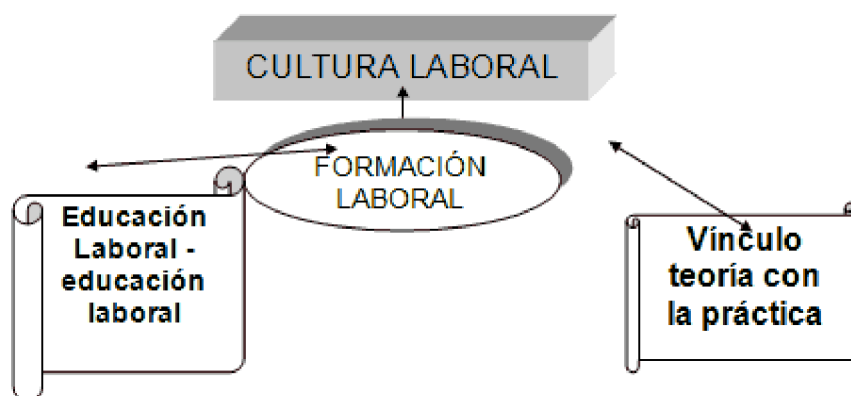 CULTURA LABORAL
FORMACIÓN
LABORAL
Educación
Laboral -
educación
laboral
Vínculo
teoría con
la práctica